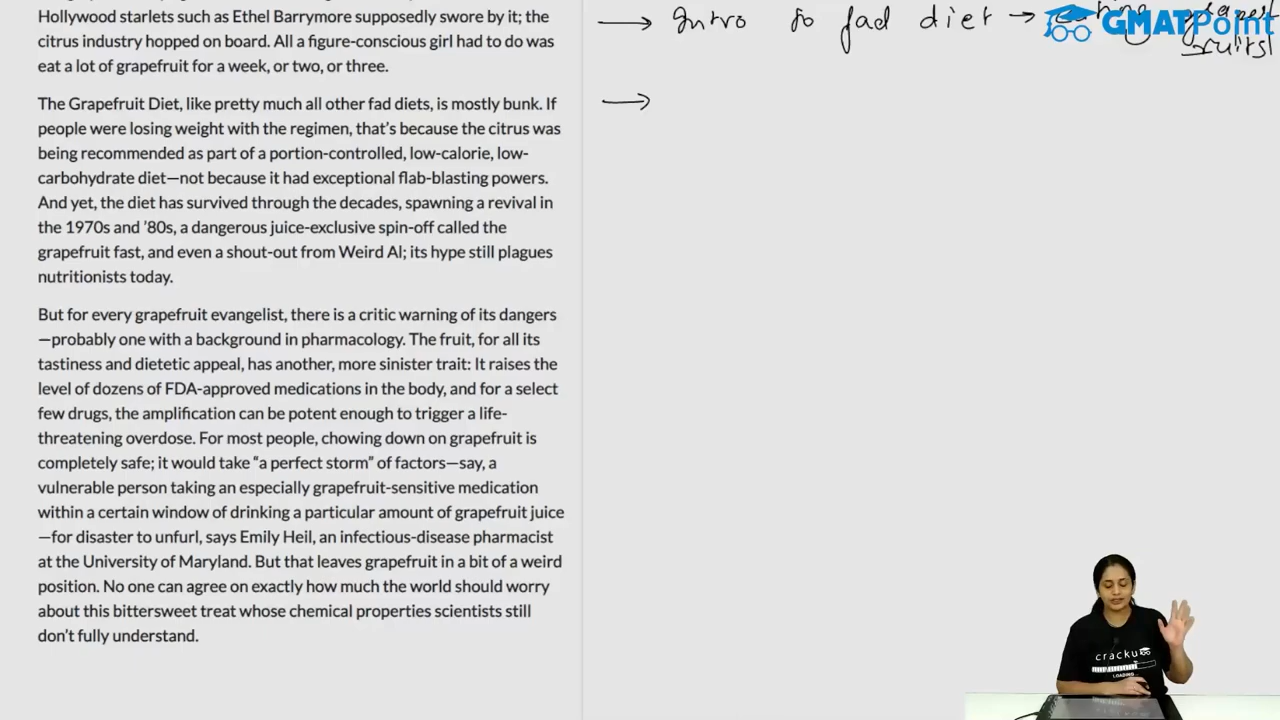 Hollywood starlets such as Ethel Barrymore supposedly swore by it; the
citrus industry hopped on board. All a figure-conscious girl had to do was
eat a lot of grapefruit for a week, or two, or three.
The Grapefruit Diet, like pretty much all other fad diets, is mostly bunk. If
people were losing weight with the regimen, that’s because the citrus was
being recommended as part of a portion-controlled, low-calorie, low-
carbohydrate diet—not because it had exceptional flab-blasting powers.
And yet, the diet has survived through the decades, spawning a revival in
the 1970s and ’80s, a dangerous juice-exclusive spin-off called the
grapefruit fast, and even a shout-out from Weird Al; its hype still plagues
nutritionists today.
But for every grapefruit evangelist, there is a critic warning of its dangers
—probably one with a background in pharmacology. The fruit, for all its
tastiness and dietetic appeal, has another, more sinister trait: It raises the
level of dozens of FDA-approved medications in the body, and for a select
few drugs, the amplification can be potent enough to trigger a life-
threatening overdose. For most people, chowing down on grapefruit is
completely safe; it would take “a perfect storm” of factors—say, a
vulnerable person taking an especially grapefruit-sensitive medication
within a certain window of drinking a particular amount of grapefruit juice
—for disaster to unfurl, says Emily Heil, an infectious-disease pharmacist
at the University of Maryland. But that leaves grapefruit in a bit of a weird
position. No one can agree on exactly how much the world should worry
about this bittersweet treat whose chemical properties scientists still
don’t fully understand.
→ Intro to fad diet →
fruits
→
GMATPoint
cracku
LOADING